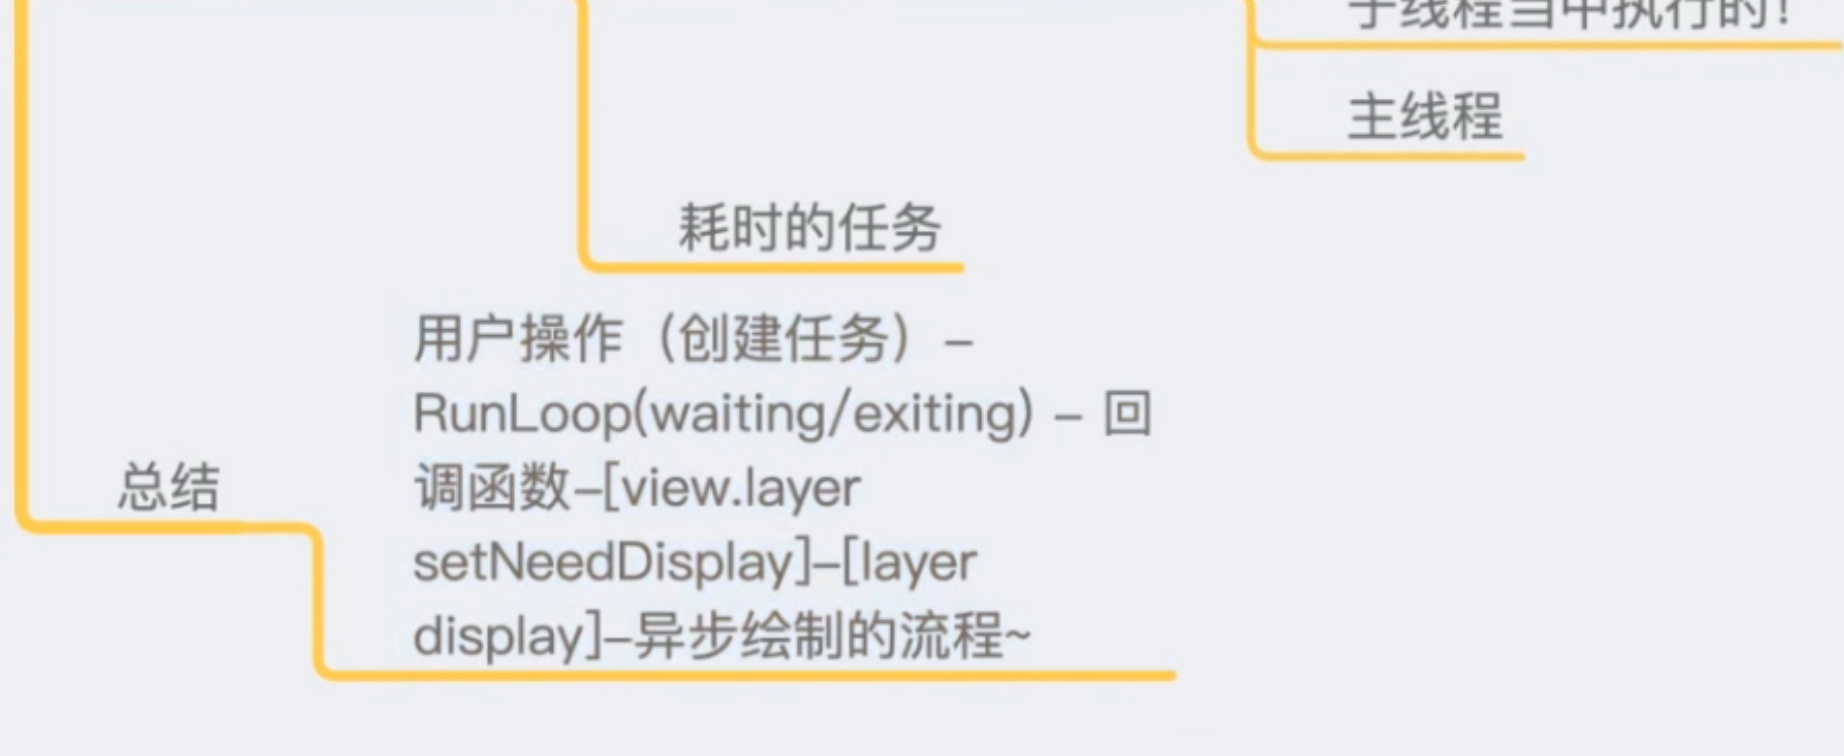 子线程当中执行的!
主线程
耗时的任务
用户操作（创建任务）–
RunLoop(waiting/exiting) – 回
调函数–[view.layer
setNeedDisplay]–[layer
display]–异步绘制的流程~
总结